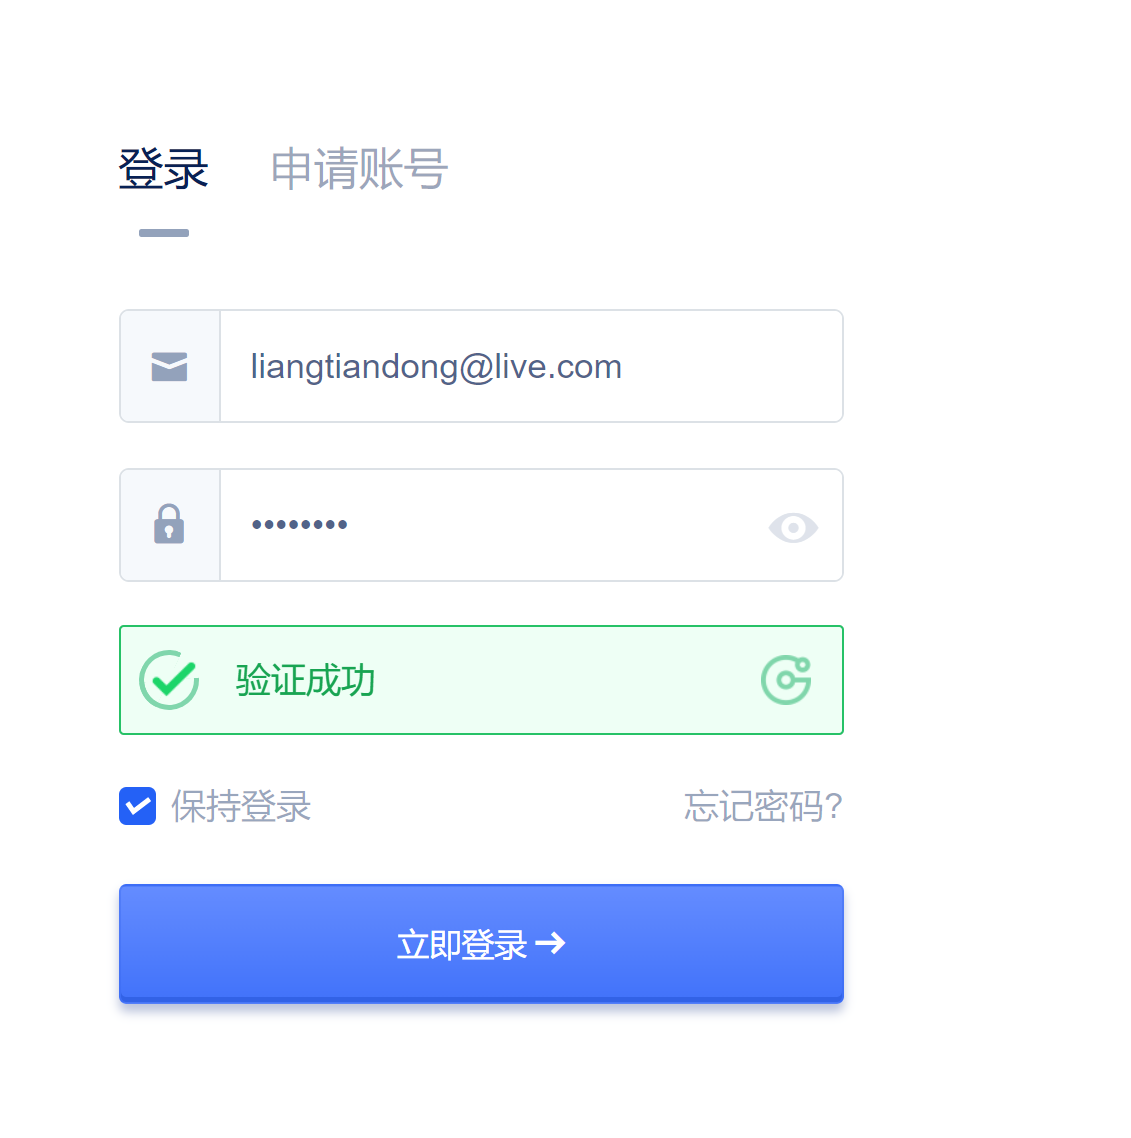 登录 申请账号
liangtiandong@live.com
••••••••
验证成功
保持登录 忘记密码?
立即登录 →